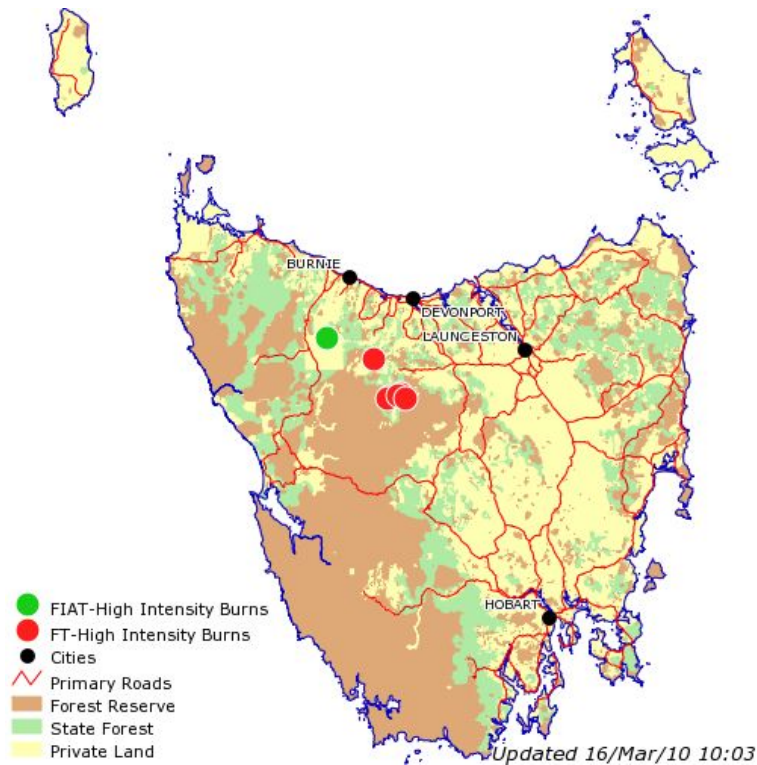 BURNIE
DEVONPORT
LAUNCESTON
HOBART
FIAT-High Intensity Burns
FT-High Intensity Burns
Cities
Primary Roads
Forest Reserve
State Forest
Private Land
Updated 16/Mar/10 10:03